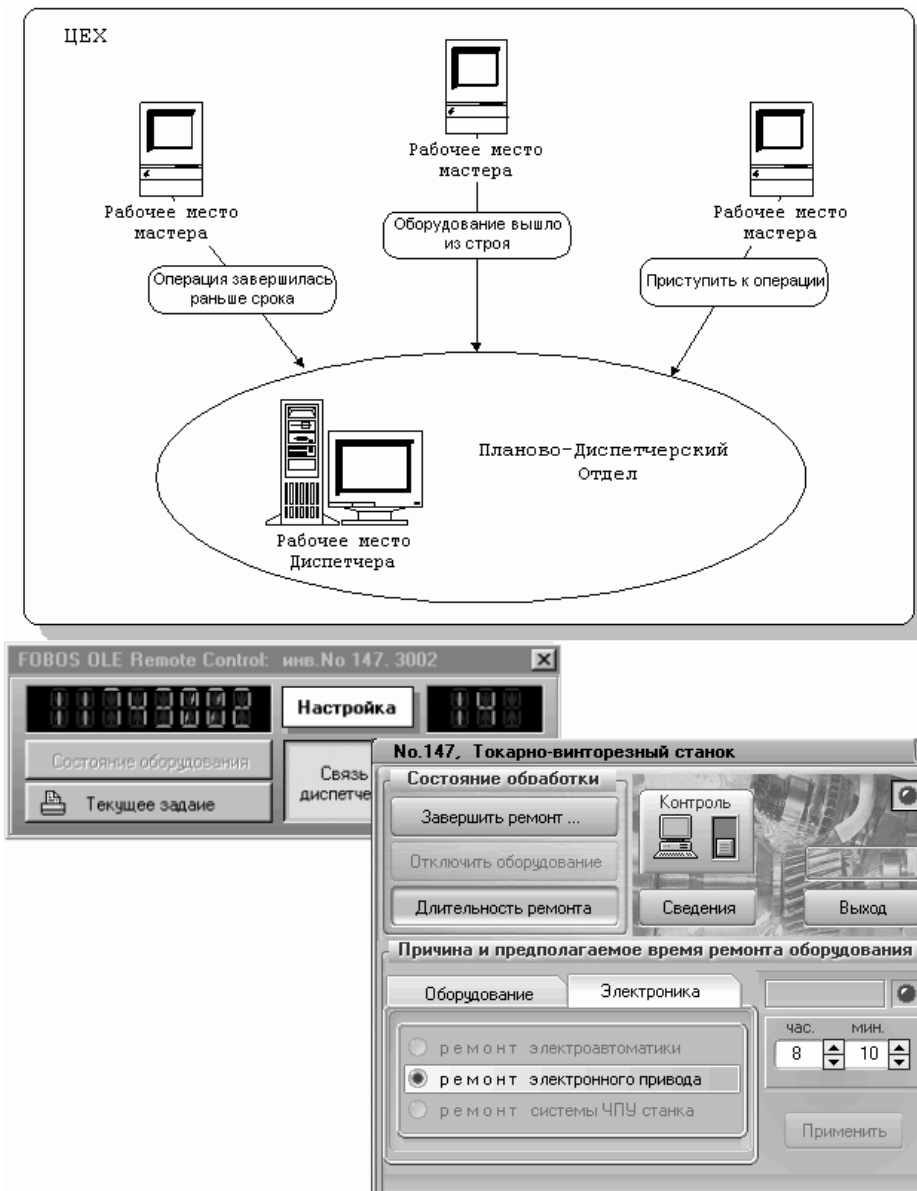 ЦЕХ
Рабочее место
мастера
Рабочее место
мастера
Рабочее место
мастера
Оборудование вышло
из строя
Операция завершилась
раньше срока
Приступить к операции
Планово-Диспетчерский
Отдел
Рабочее место
Диспетчера
FOBOS OLE Remote Control: инв.No 147. 3002
11743002
Настройка
14
Состояние оборудования
Текущее задаие
Связь
диспетче
No.147, Токарно-винторезный станок
Состояние обработки
Завершить ремонт ...
Отключить оборудование
Длительность ремонта
Контроль
Сведения
Выход
Причина и предполагаемое время ремонта оборудования
Оборудование
Электроника
ремонт электроавтоматики
ремонт электронного привода
ремонт системы ЧПУ станка
час. мин.
8 10
Применить